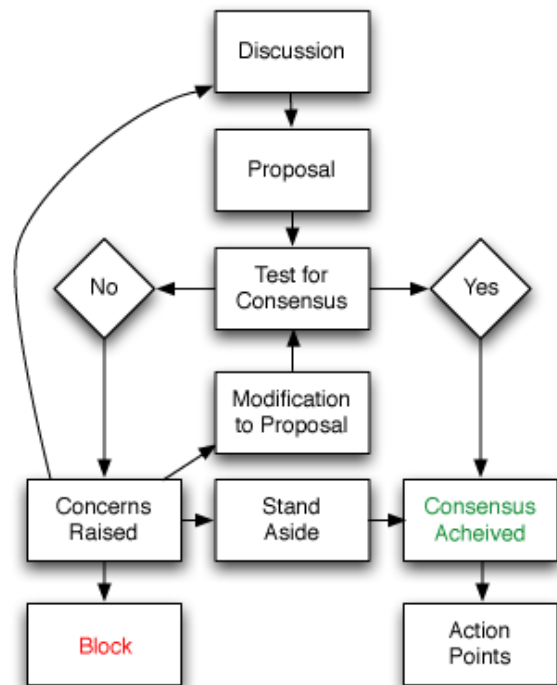 Discussion
Proposal
No
Test for
Consensus
Yes
Modification
to Proposal
Concerns
Raised
Stand
Aside
Consensus
Acheived
Block
Action
Points